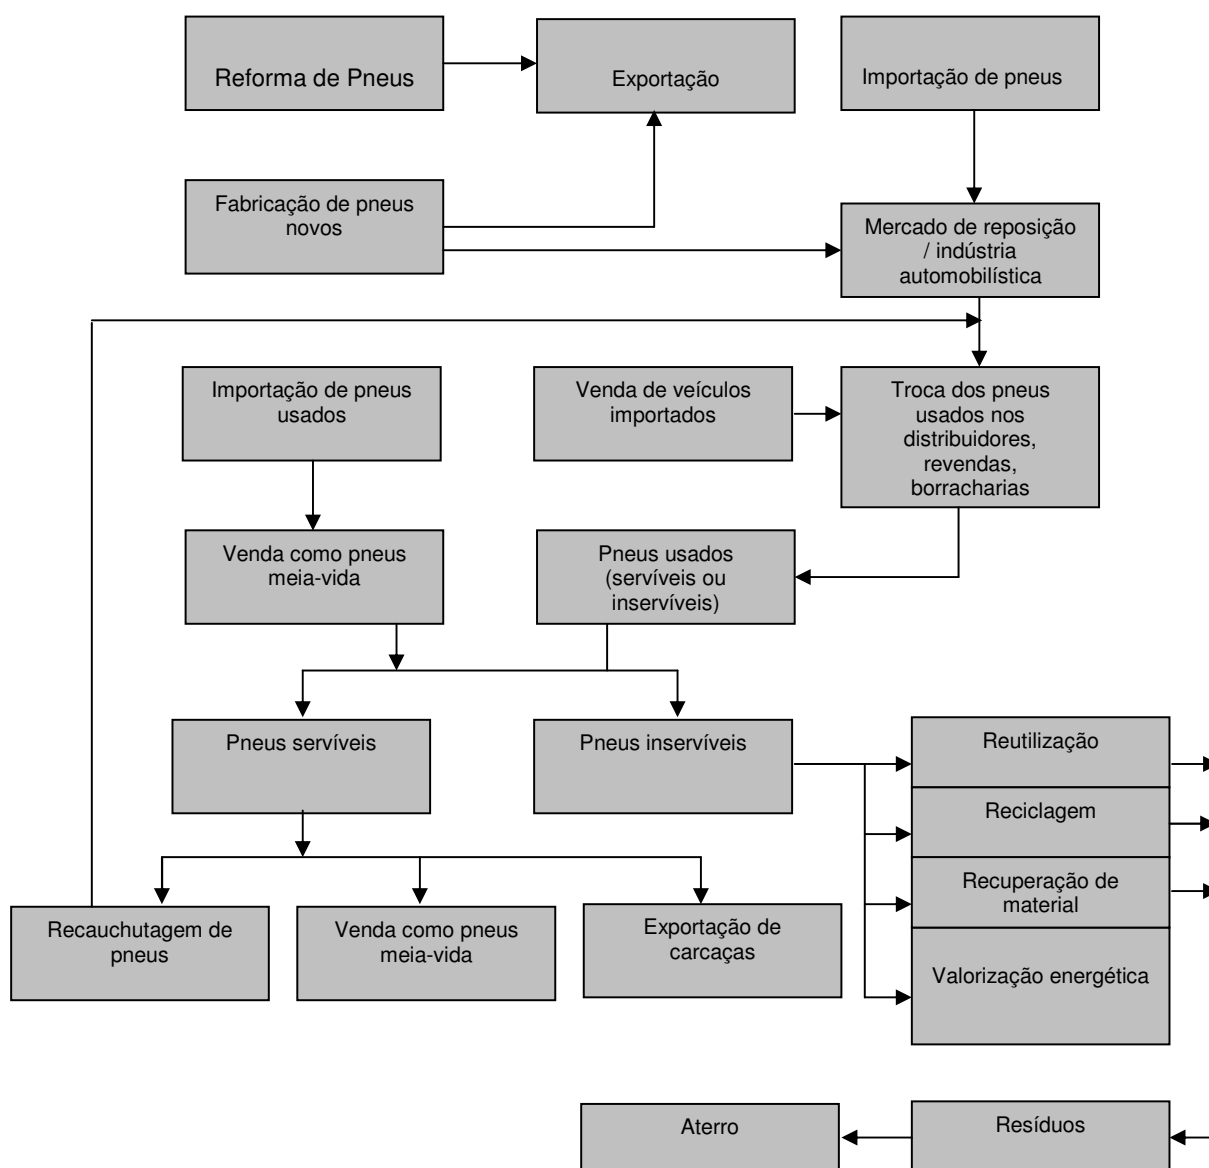 Reforma de Pneus
Exportação
Importação de pneus
Fabricação de pneus
novos
Mercado de reposição
/ indústria
automobilística
Importação de pneus
usados
Venda de veículos
importados
Troca dos pneus
usados nos
distribuidores,
revendas,
borracharias
Venda como pneus
meia-vida
Pneus usados
(servíveis ou
inservíveis)
Pneus servíveis
Pneus inservíveis
Reutilização
Reciclagem
Recuperação de
material
Valorização energética
Recauchutagem de
pneus
Venda como pneus
meia-vida
Exportação de
carcaças
Aterro
Resíduos